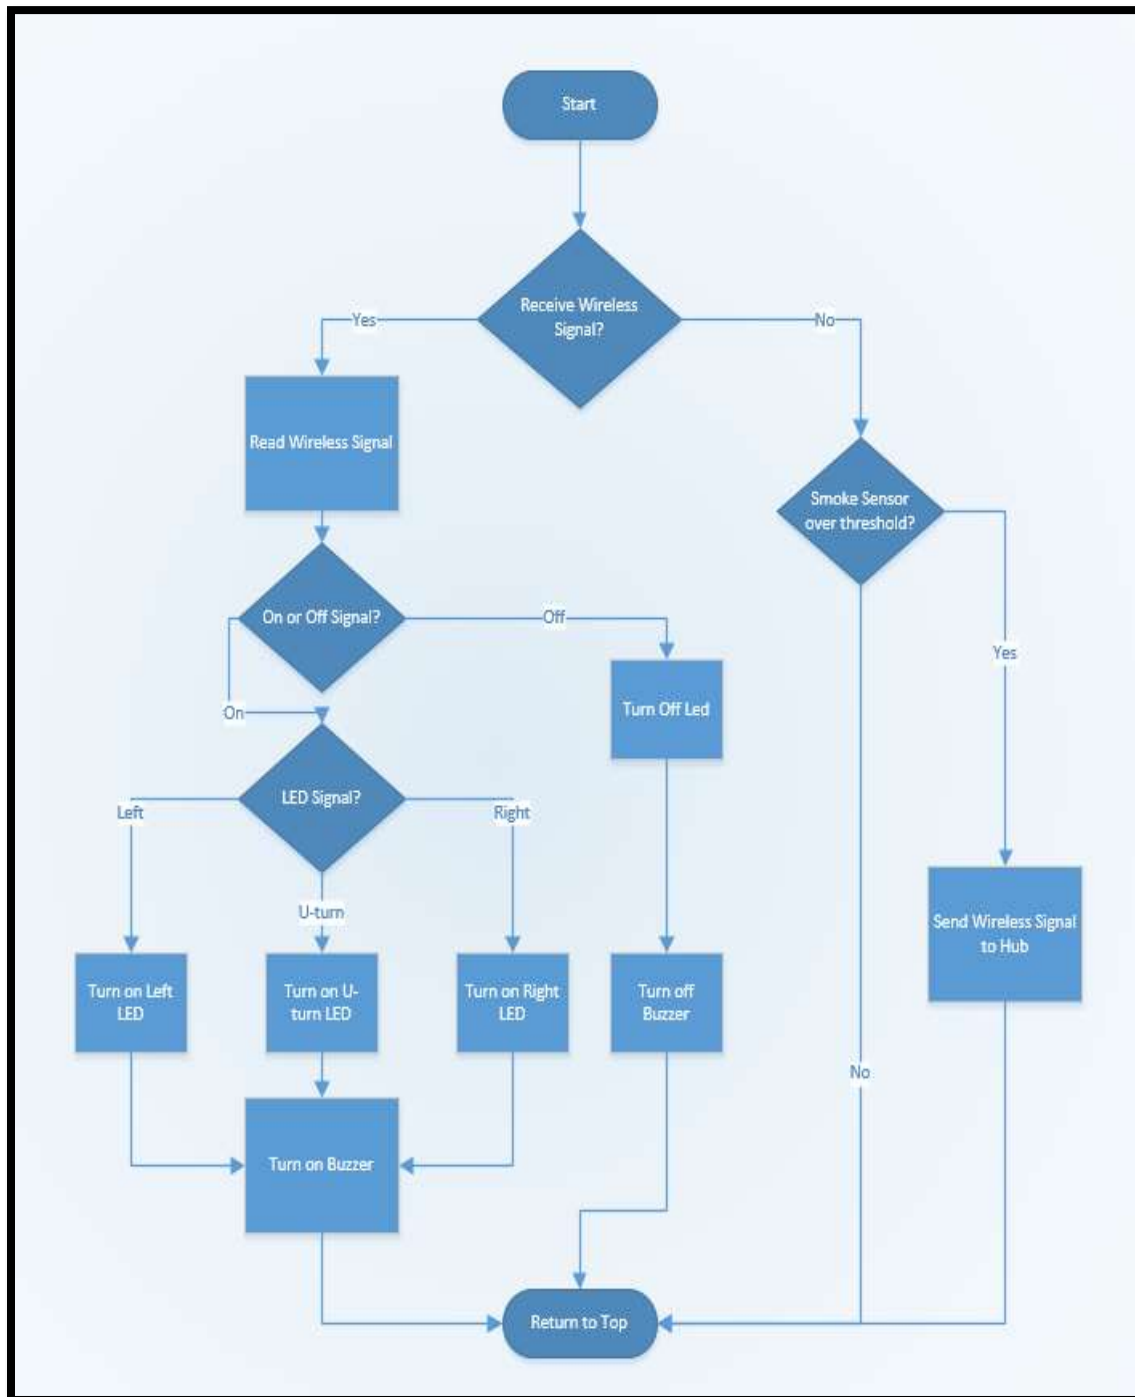 Start
Receive Wireless
Signal?
Yes
No
Read Wireless Signal
Smoke Sensor
over threshold?
On or Off Signal?
Off
Yes
On
Turn Off Led
LED Signal?
Left
Right
U-turn
Send Wireless Signal
to Hub
Turn on Left
LED
Turn on U-
turn LED
Turn on Right
LED
Turn off
Buzzer
No
Turn on Buzzer
Return to Top